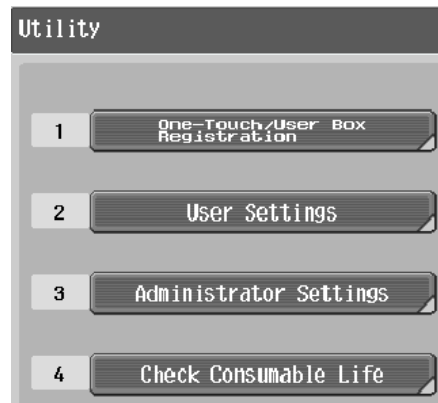 Utility
1
One-Touch/User Box
Registration
2
User Settings
3
Administrator Settings
4
Check Consumable Life